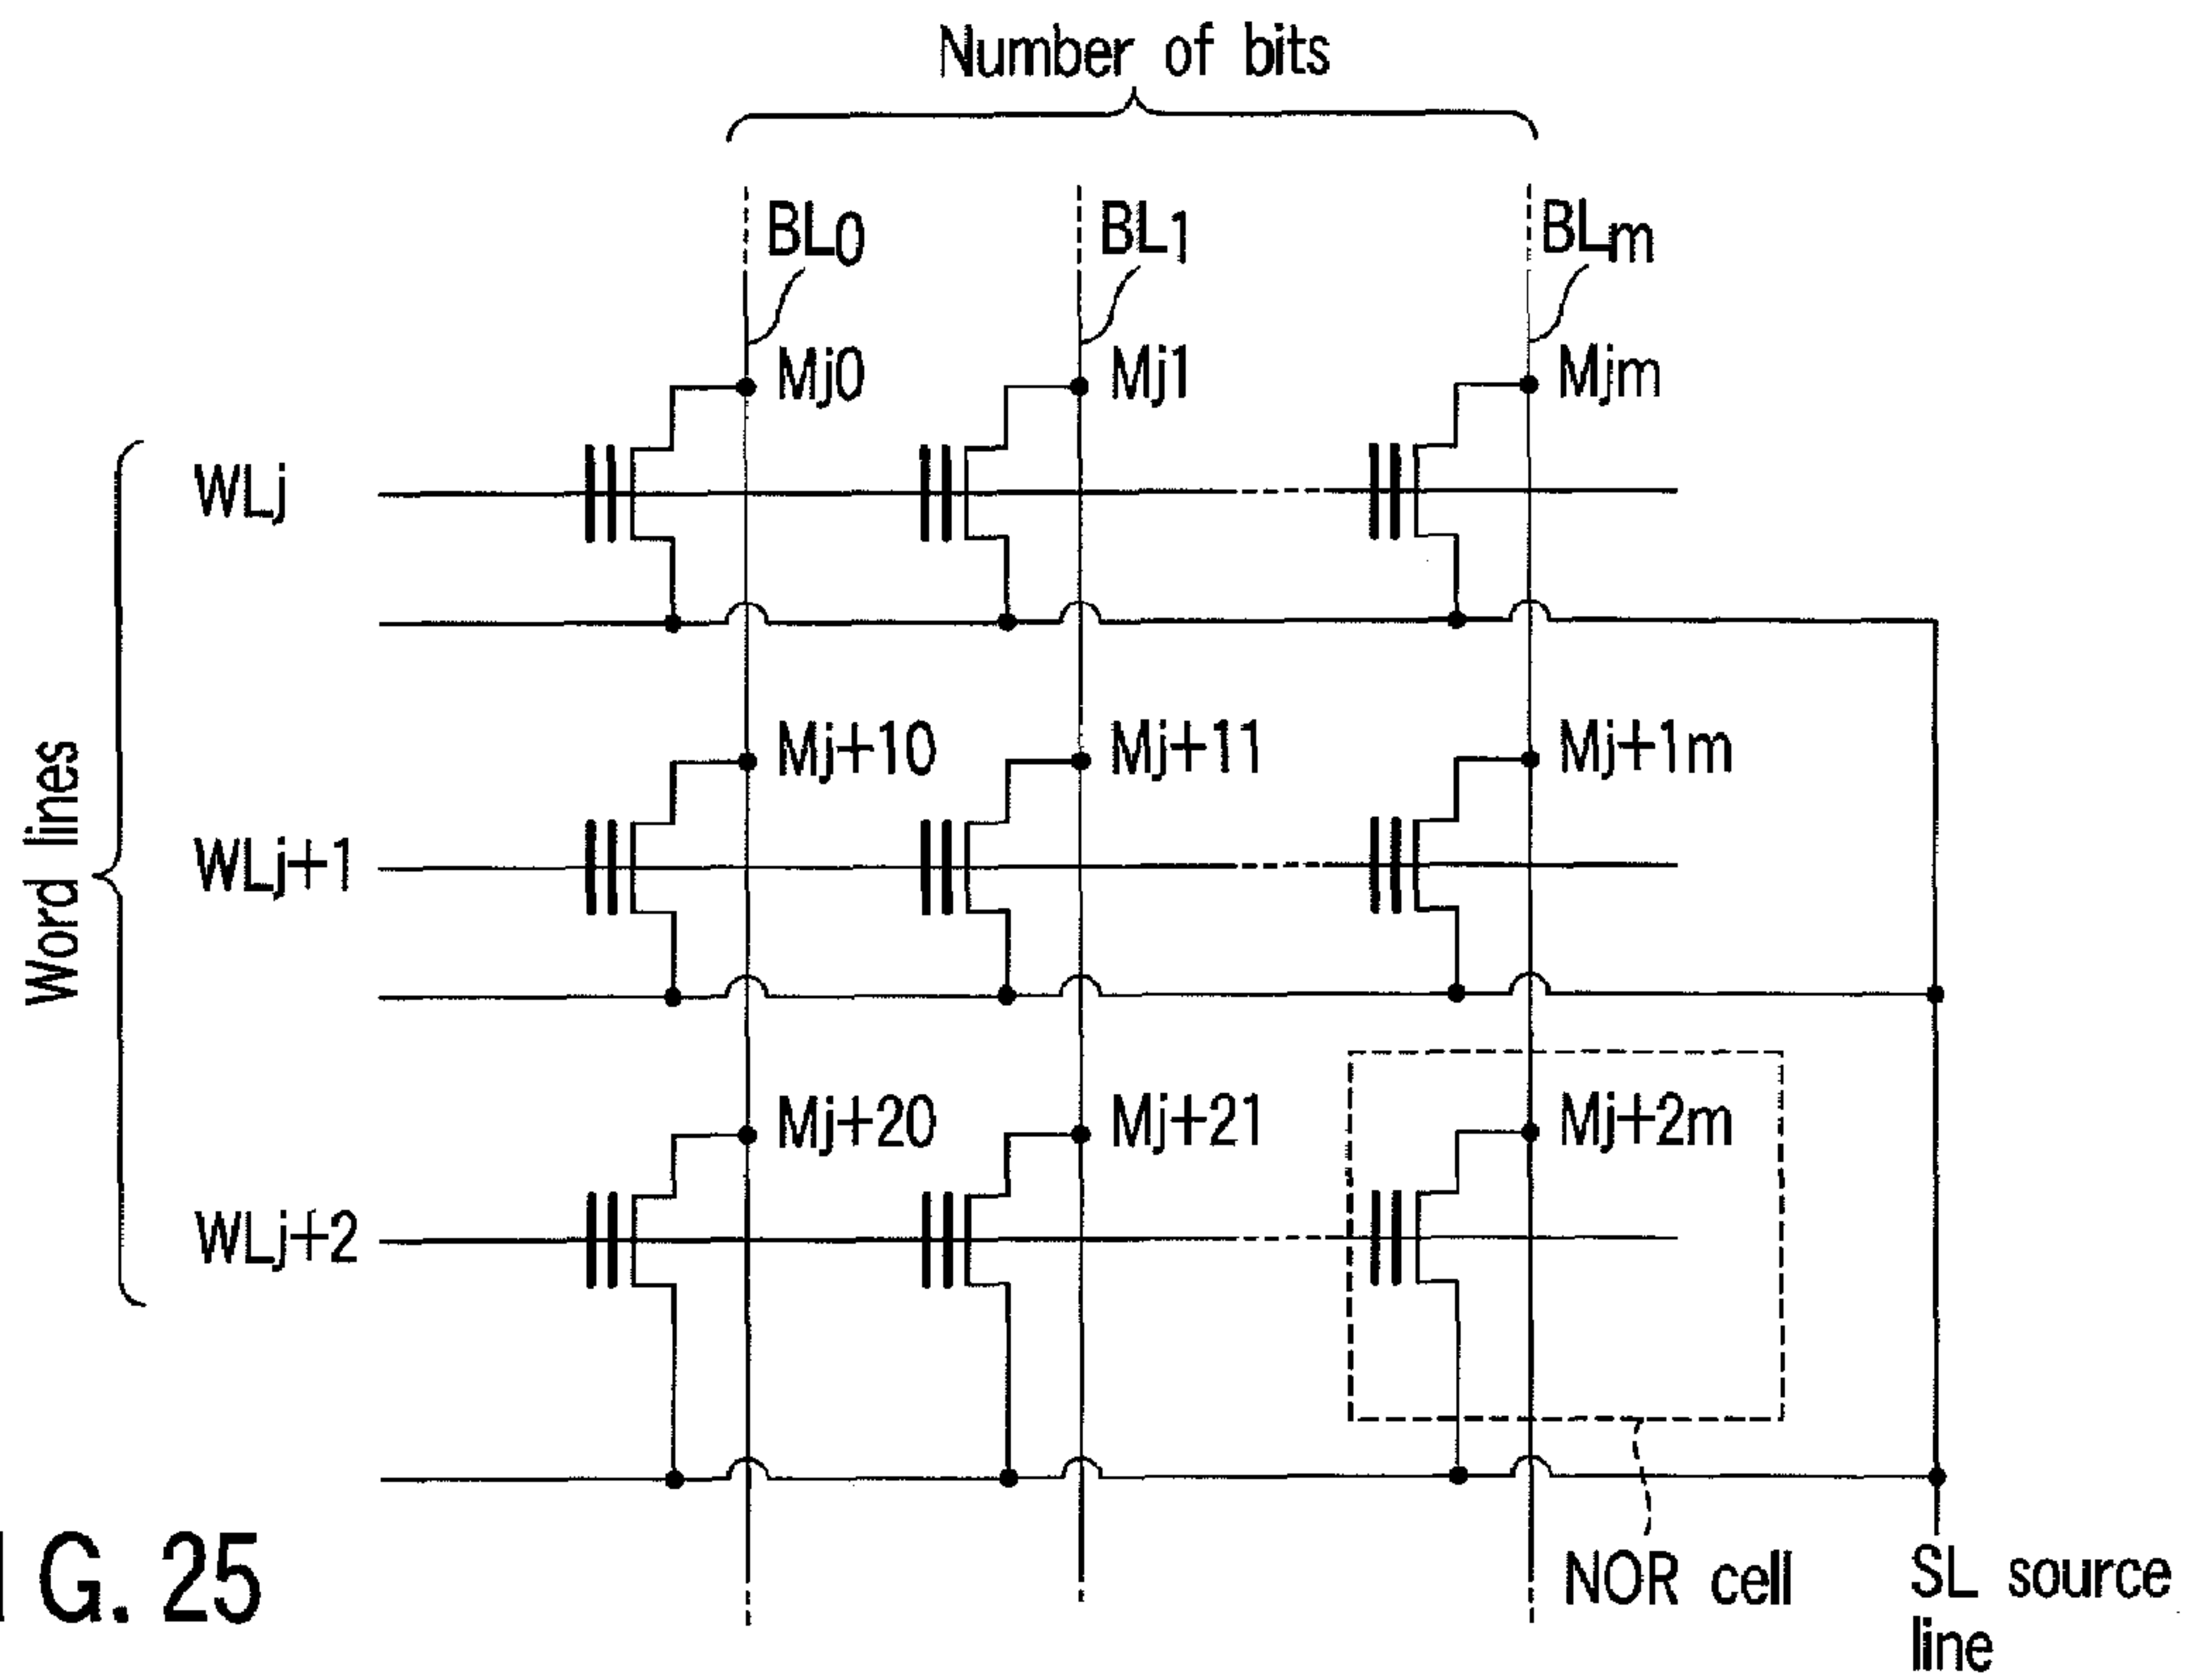 Number of bits
BL0
BL1
BLm
Mj0
Mj1
Mjm
WLj
Mj+10
Mj+11
Mj+1m
Word lines
WLj+1
Mj+20
Mj+21
Mj+2m
WLj+2
G. 25
NOR cell
SL source
line